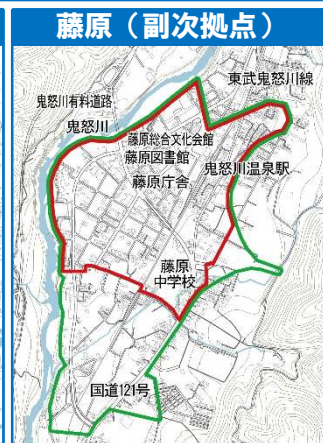 藤原（副次拠点）
東武鬼怒川線
鬼怒川有料道路
鬼怒川
藤原総合文化会館
藤原図書館
鬼怒川温泉駅
藤原庁舎
藤原
中学校
国道121号